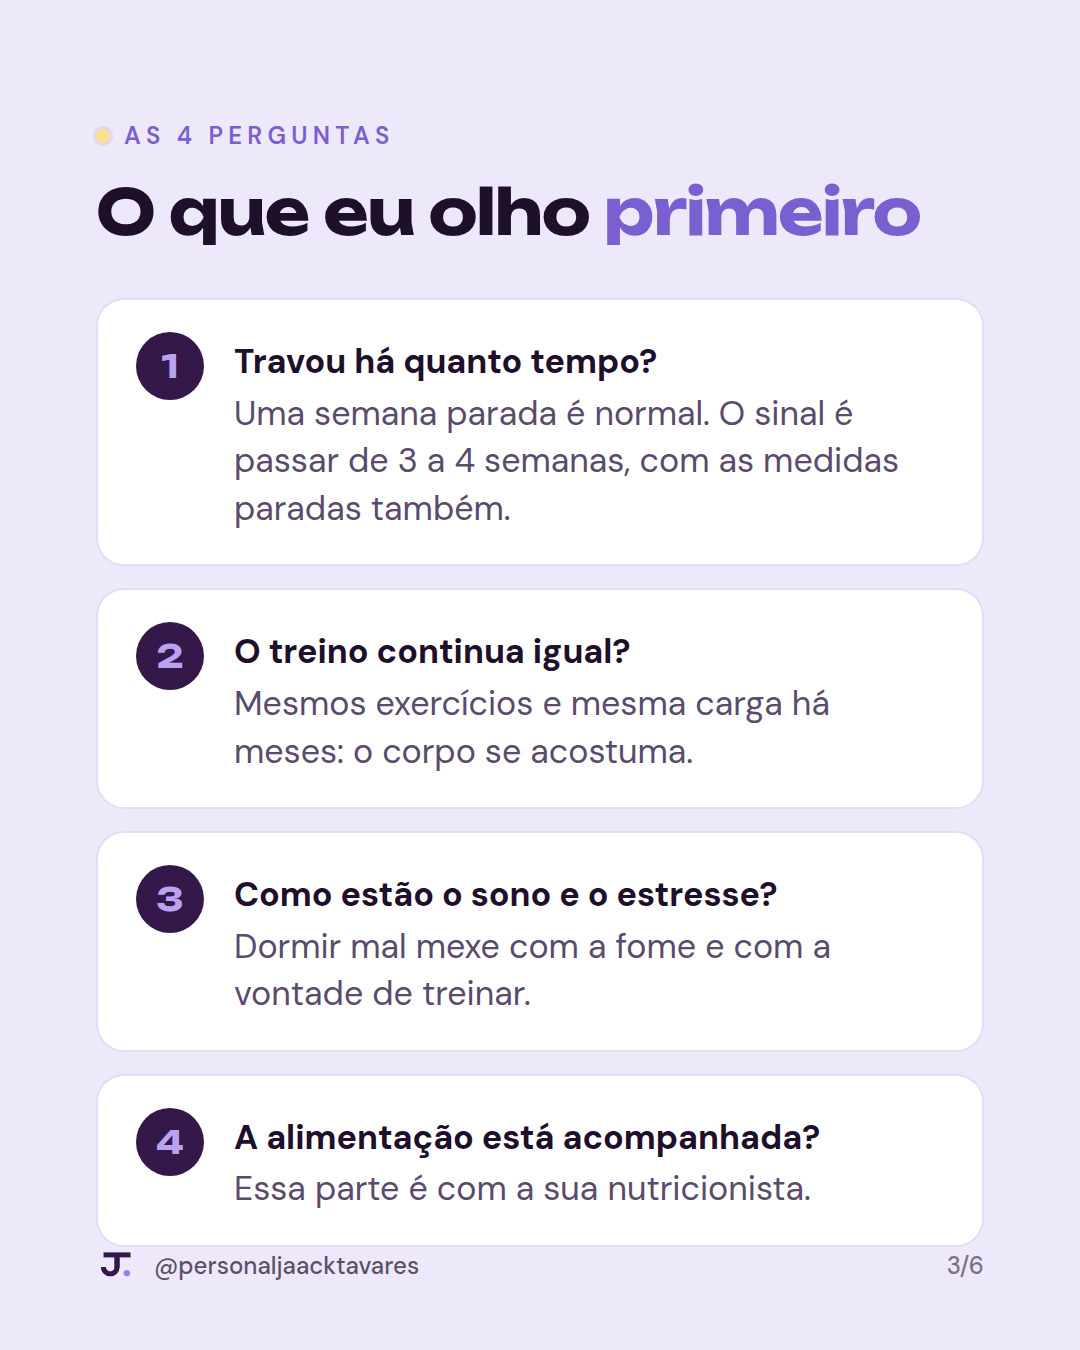 AS 4 PERGUNTAS
O que eu olho primeiro
1
Travou há quanto tempo?
Uma semana parada é normal. O sinal é
passar de 3 a 4 semanas, com as medidas
paradas também.
2
O treino continua igual?
Mesmos exercícios e mesma carga há
meses: o corpo se acostuma.
3
Como estão o sono e o estresse?
Dormir mal mexe com a fome e com a
vontade de treinar.
4
A alimentação está acompanhada?
Essa parte é com a sua nutricionista.
JT. @personaljaacktavares
3/6